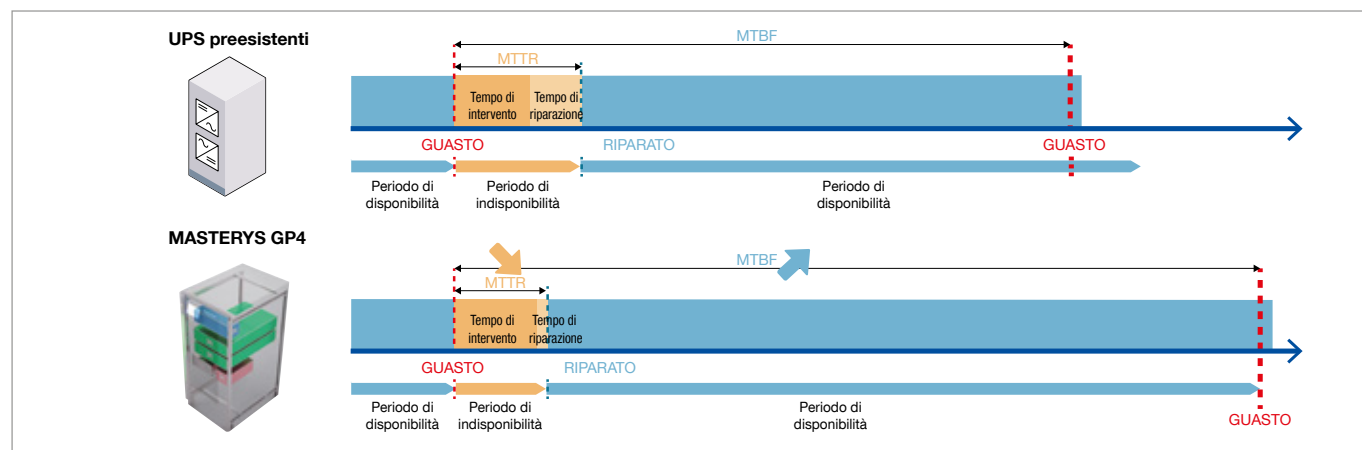 UPS preesistenti
MTBF
MTTR
Tempo di
intervento
Tempo di
riparazione
GUASTO
RIPARATO
GUASTO
Periodo di
disponibilità
Periodo di
indisponibilità
Periodo di
disponibilità
MASTERYS GP4
MTBF
MTTR
Tempo di
intervento
Tempo di
riparazione
GUASTO
RIPARATO
Periodo di
disponibilità
Periodo di
indisponibilità
Periodo di
disponibilità
GUASTO